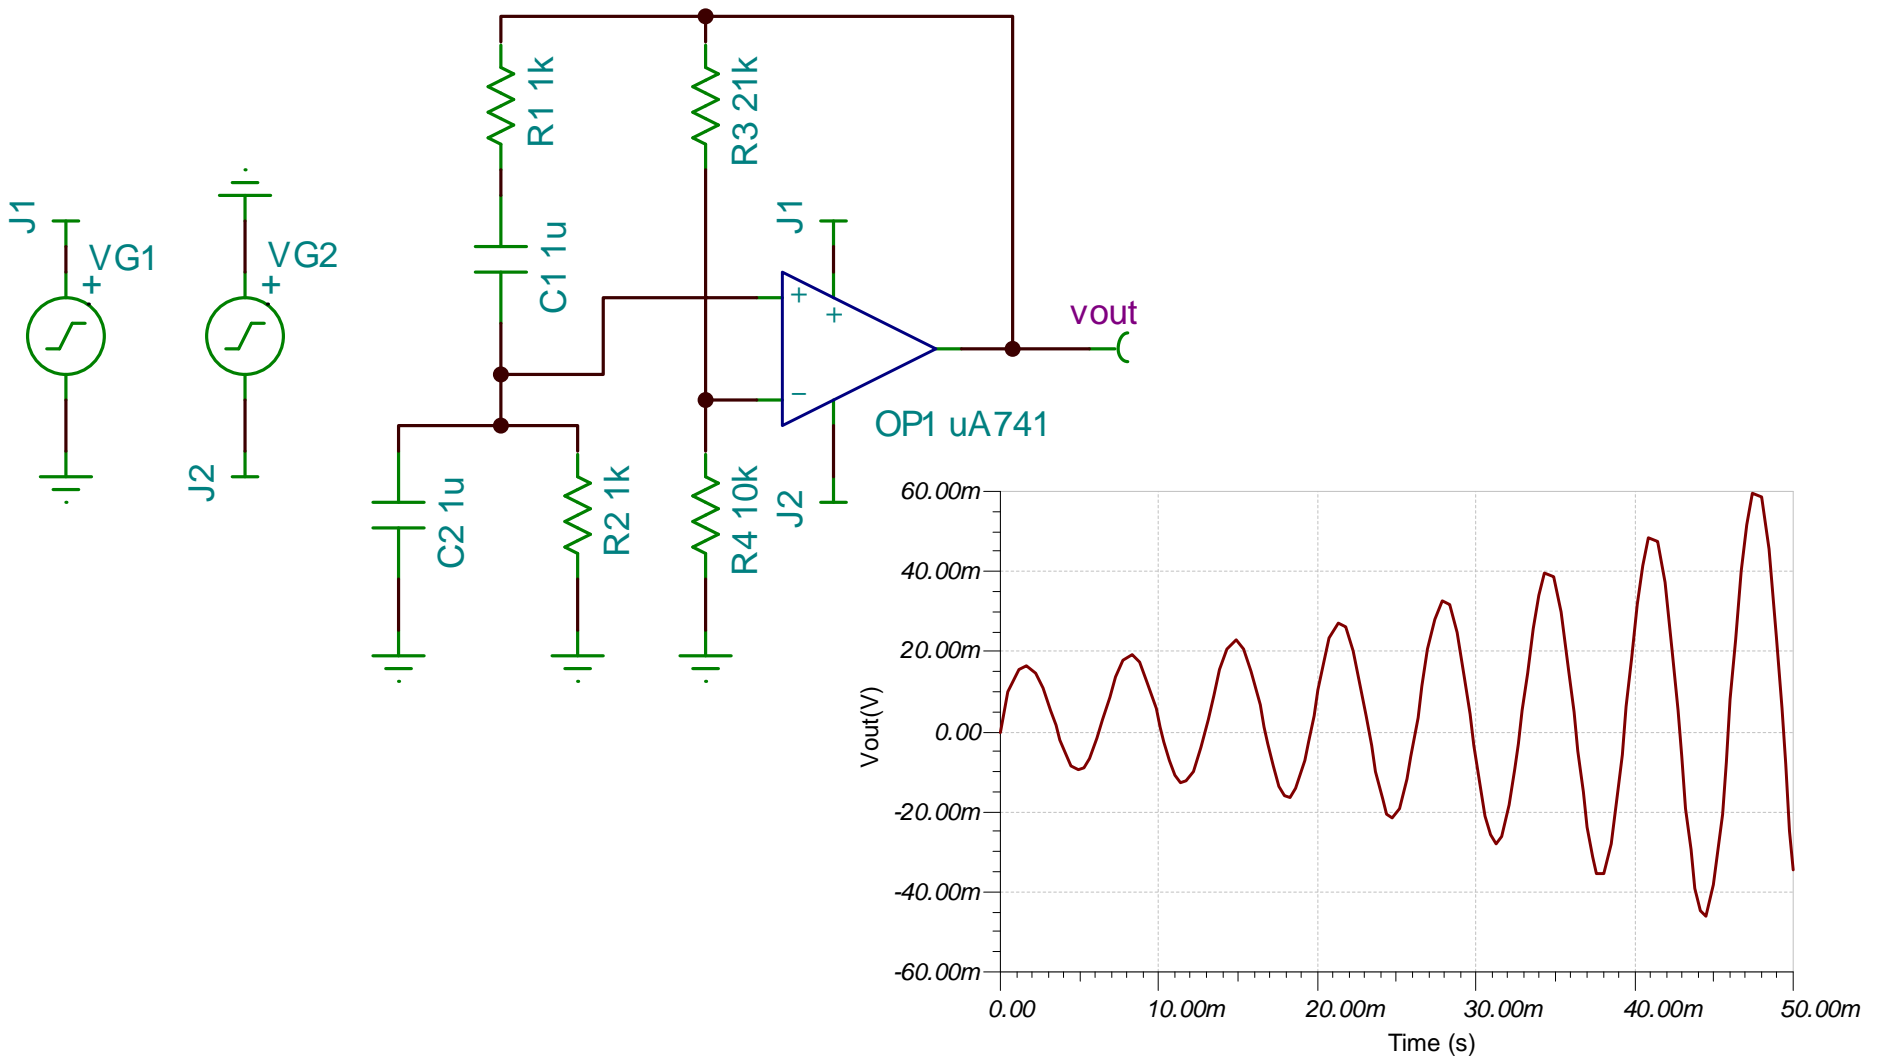 J1
VG1
+
VG2
+
J2
R1 1k
R3 21k
C1 1u
J1
+
+
−
J2
OP1 uA741
vout
C2 1u
R2 1k
R4 10k
60.00m
40.00m
20.00m
0.00
-20.00m
-40.00m
-60.00m
Vout(V)
0.00 10.00m 20.00m 30.00m 40.00m 50.00m
Time (s)